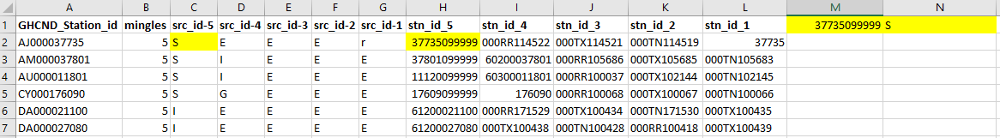 A B C D E F G H I J K L M N
1 GHCND_Station_id mingles src_id-5 src_id-4 src_id-3 src_id-2 src_id-1 stn_id_5 stn_id_4 stn_id_3 stn_id_2 stn_id_1 37735099999 S
2 AJ000037735 5 S E E E r 37735099999 000RR114522 000TX114521 000TN114519 37735
3 AM000037801 5 S I E E E 37801099999 60200037801 000RR105686 000TX105685 000TN105683
4 AU000011801 5 S I E E E 11120099999 60300011801 000RR100037 000TX102144 000TN102145
5 CY000176090 5 S G E E E 17609099999 176090 000RR100068 000TX100067 000TN100066
6 DA000021100 5 I E E E E 61200021100 000RR171529 000TX100434 000TN171530 000TX100435
7 DA000027080 5 I E E E E 61200027080 000TX100438 000TN100428 000RR100418 000TX100439